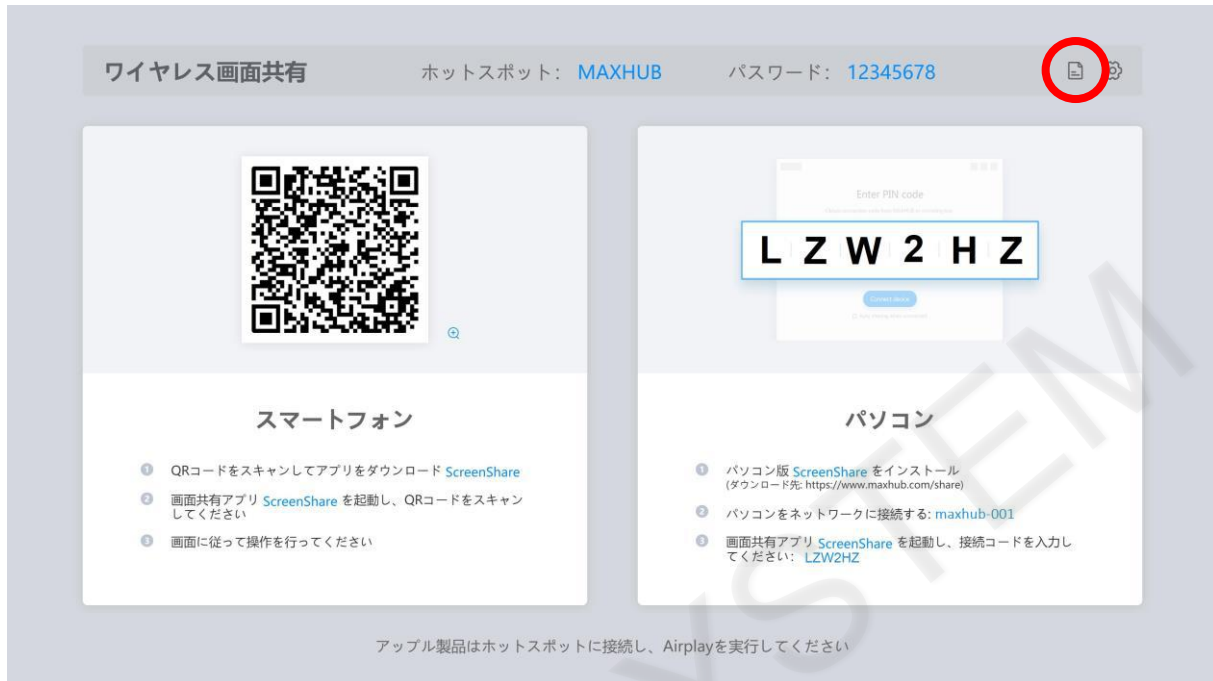 ワイヤレス画面共有 ホットスポット: MAXHUB パスワード: 12345678
Enter PIN code
L Z W 2 H Z
Connect device
スマートフォン
1 QRコードをスキャンしてアプリをダウンロード ScreenShare
2 画面共有アプリ ScreenShare を起動し、QRコードをスキャン
してください
3 画面に従って操作を行ってください
パソコン
1 パソコン版 ScreenShare をインストール
(ダウンロード先: https://www.maxhub.com/share)
2 パソコンをネットワークに接続する: maxhub-001
3 画面共有アプリ ScreenShare を起動し、接続コードを入力し
てください: LZW2HZ
アップル製品はホットスポットに接続し、Airplayを実行してください
YSTEM